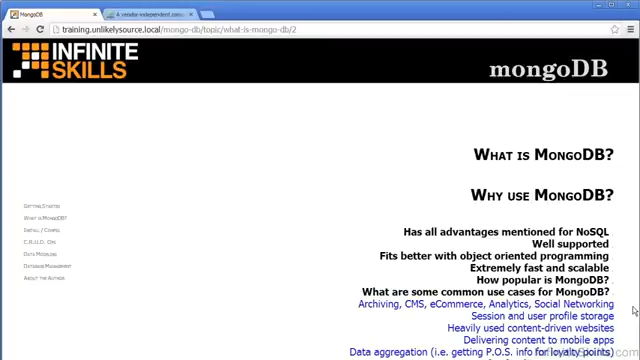 MongoDB
A vendor-independent comp
training.unlikelysource.local/mongo-db/topic/what-is-mongo-db/2
INFINITE
SKILLS
mongoDB
WHAT IS MONGODB?
WHY USE MONGODB?
Has all advantages mentioned for NoSQL
Well supported
Fits better with object oriented programming
Extremely fast and scalable
How popular is MongoDB?
What are some common use cases for MongoDB?
Archiving, CMS, eCommerce, Analytics, Social Networking
Session and user profile storage
Heavily used content-driven websites
Delivering content to mobile apps
Data aggregation (i.e. getting P.O.S. info for loyalty points)
GETTING STARTED
WHAT IS MONGODB?
INSTALL / CONFIG
C.R.U.D. OPS
DATA MODELING
DATABASE MANAGEMENT
ABOUT THE AUTHOR